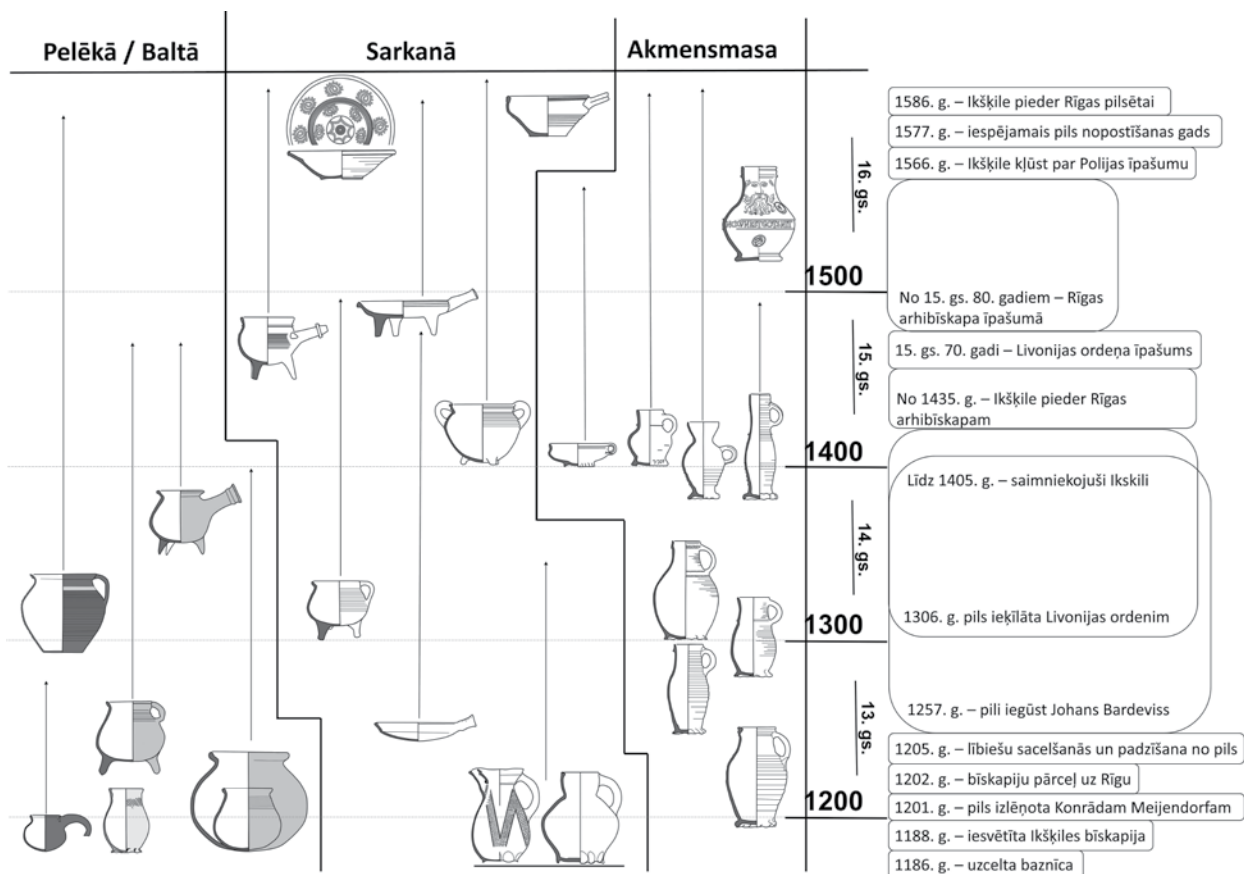 Pelēkā / Baltā
Sarkanā
Akmensmasa
16. gs.
1500
15. gs.
1400
14. gs.
1300
13. gs.
1200
1586. g. – Ikšķile pieder Rīgas pilsētai
1577. g. – iespējamais pils nopostīšanas gads
1566. g. – Ikšķile kļūst par Polijas īpašumu
No 15. gs. 80. gadiem – Rīgas
arhibīskapa īpašumā
15. gs. 70. gadi – Livonijas ordeņa īpašums
No 1435. g. – Ikšķile pieder Rīgas
arhibīskapam
Līdz 1405. g. – saimniekojuši Ikskili
1306. g. pils ieķīlāta Livonijas ordenim
1257. g. – pili iegūst Johans Bardeviss
1205. g. – lībiešu sacelšanās un padzīšana no pils
1202. g. – bīskapiju pārceļ uz Rīgu
1201. g. – pils izlēņota Konrādam Meijendorfam
1188. g. – iesvētīta Ikšķiles bīskapija
1186. g. – uzcelta baznīca